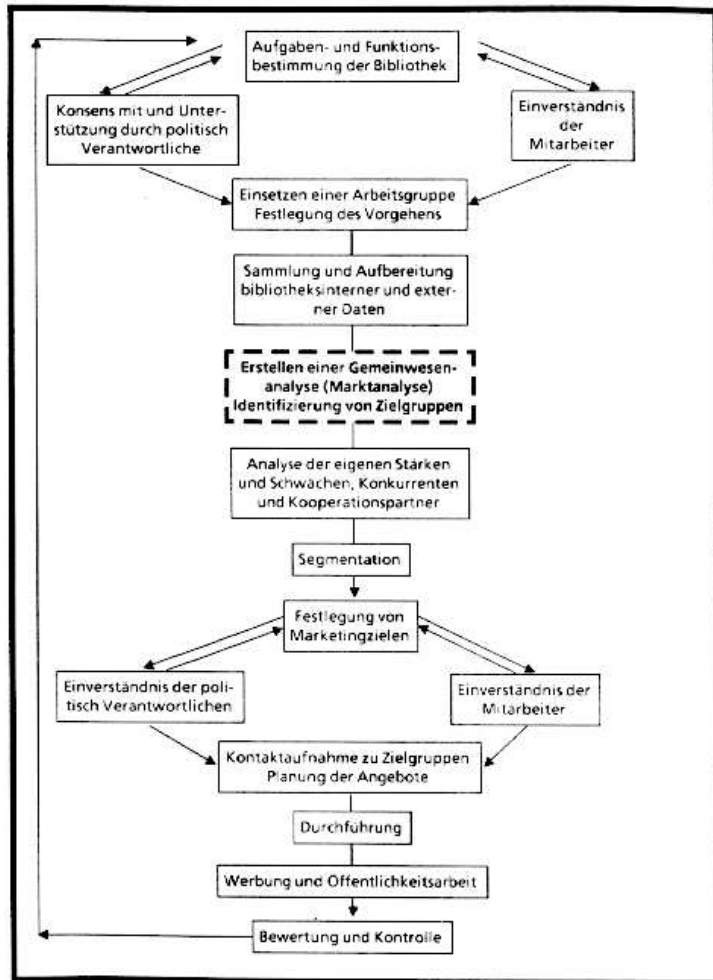 Aufgaben- und Funktions-
bestimmung der Bibliothek
Konsens mit und Unter-
stützung durch politisch
Verantwortliche
Einverständnis
der
Mitarbeiter
Einsetzen einer Arbeitsgruppe
Festlegung des Vorgehens
Sammlung und Aufbereitung
bibliotheksinterner und exter-
ner Daten
Erstellen einer Gemeinwesen-
analyse (Marktanalyse)
Identifizierung von Zielgruppen
Analyse der eigenen Stärken
und Schwächen, Konkurrenten
und Kooperationspartner
Segmentation
Festlegung von
Marketingzielen
Einverständnis der poli-
tisch Verantwortlichen
Einverständnis der
Mitarbeiter
Kontaktaufnahme zu Zielgruppen
Planung der Angebote
Durchführung
Werbung und Öffentlichkeitsarbeit
Bewertung und Kontrolle